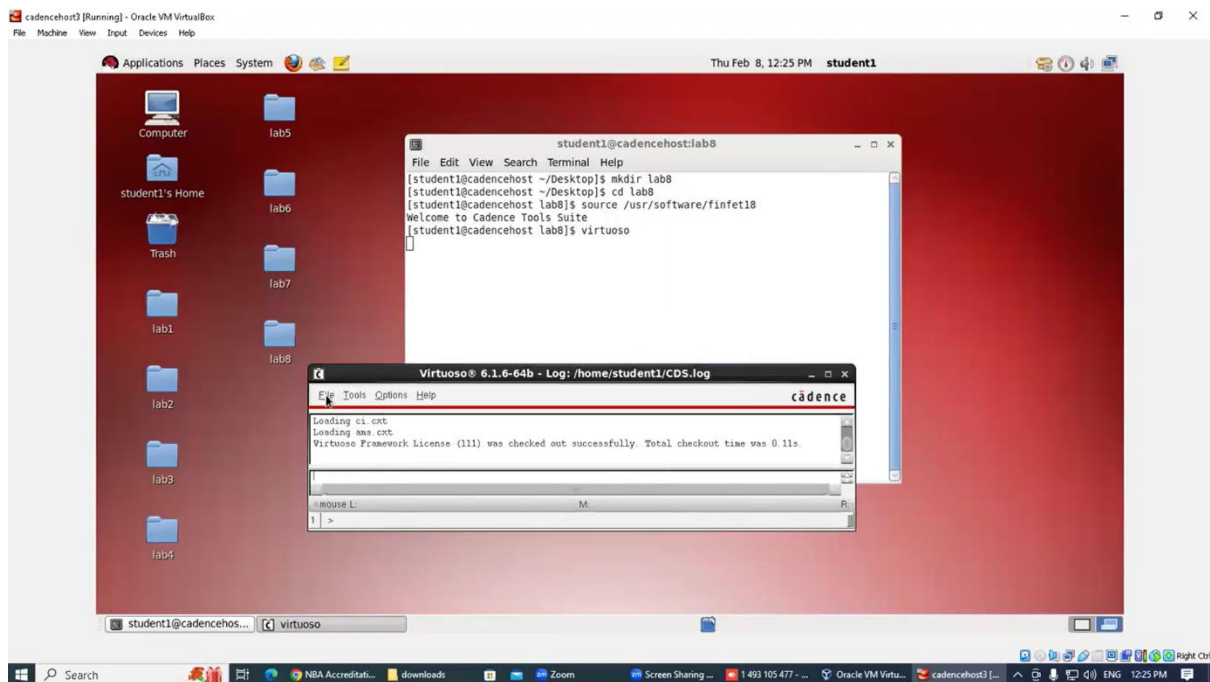 cadencehost3 [Running] - Oracle VM VirtualBox
File Machine View Input Devices Help
Applications Places System
Thu Feb 8, 12:25 PM student1
Computer
lab5
student1's Home
lab6
Trash
lab7
lab1
lab8
lab2
lab3
lab4
student1@cadencehost:lab8
File Edit View Search Terminal Help
[student1@cadencehost ~/Desktop]$ mkdir lab8
[student1@cadencehost ~/Desktop]$ cd lab8
[student1@cadencehost lab8]$ source /usr/software/finfet18
Welcome to Cadence Tools Suite
[student1@cadencehost lab8]$ virtuoso
Virtuoso® 6.1.6-64b - Log: /home/student1/CDS.log
File Tools Options Help
cādence
Loading ci.cxt
Loading ams.cxt
Virtuoso Framework License (111) was checked out successfully. Total checkout time was 0.11s.
mouse L: M: R:
1 >
student1@cadencehos... virtuoso
Right Ctrl
Search NBA Accreditati... downloads Zoom Screen Sharing ... 1 493 105 477 - ... Oracle VM Virtu... cadencehost3 [... ENG 12:25 PM